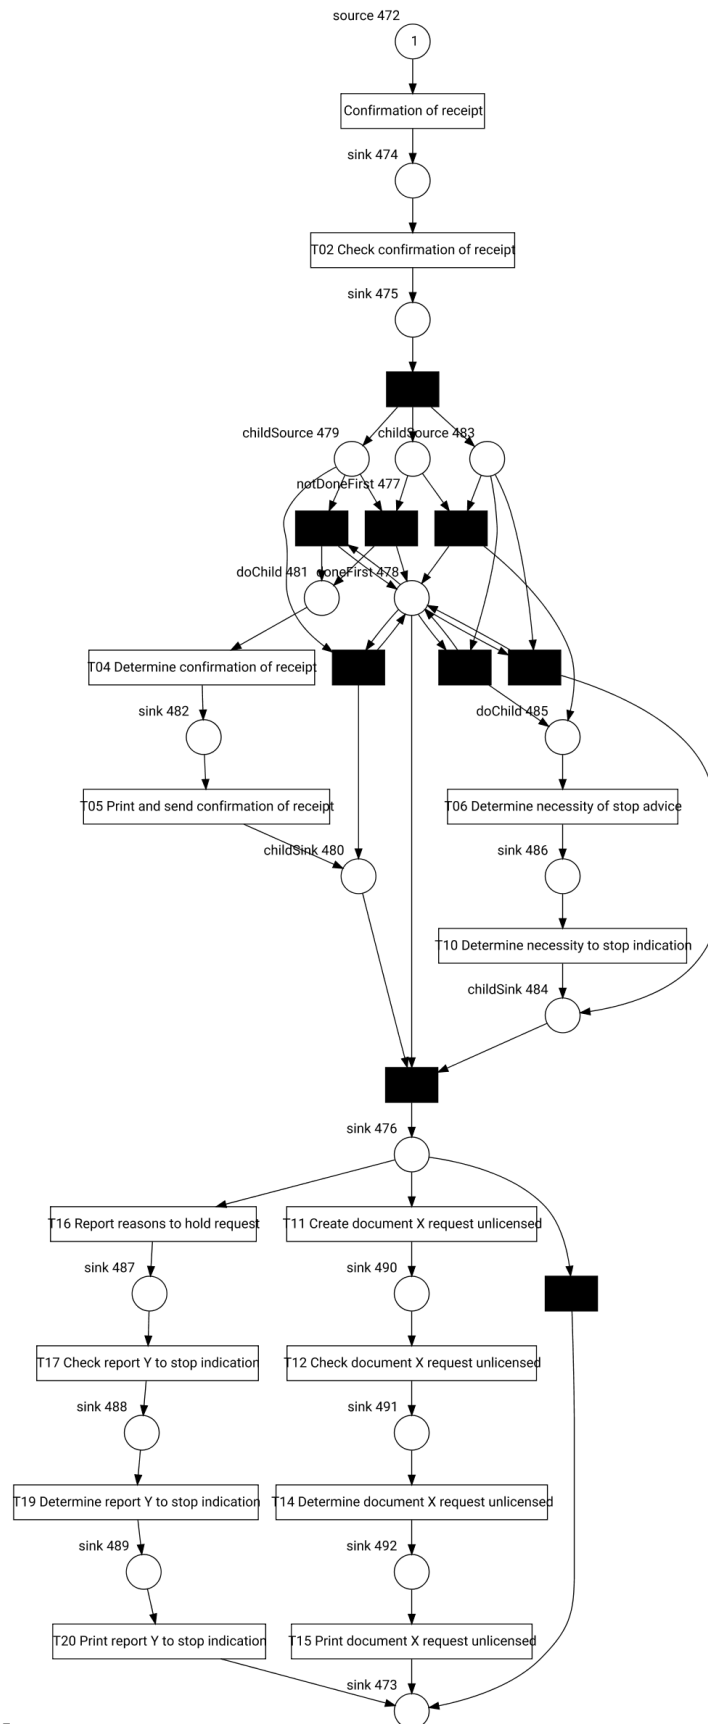 source 472
1
Confirmation of receipt
sink 474
T02 Check confirmation of receipt
sink 475
childSource 479
childSource 483
notDoneFirst 477
doChild 481
doneFirst 478
T04 Determine confirmation of receipt
sink 482
doChild 485
T05 Print and send confirmation of receipt
T06 Determine necessity of stop advice
childSink 480
sink 486
T10 Determine necessity to stop indication
childSink 484
sink 476
T16 Report reasons to hold request
T11 Create document X request unlicensed
sink 487
sink 490
T17 Check report Y to stop indication
T12 Check document X request unlicensed
sink 488
sink 491
T19 Determine report Y to stop indication
T14 Determine document X request unlicensed
sink 489
sink 492
T20 Print report Y to stop indication
T15 Print document X request unlicensed
sink 473